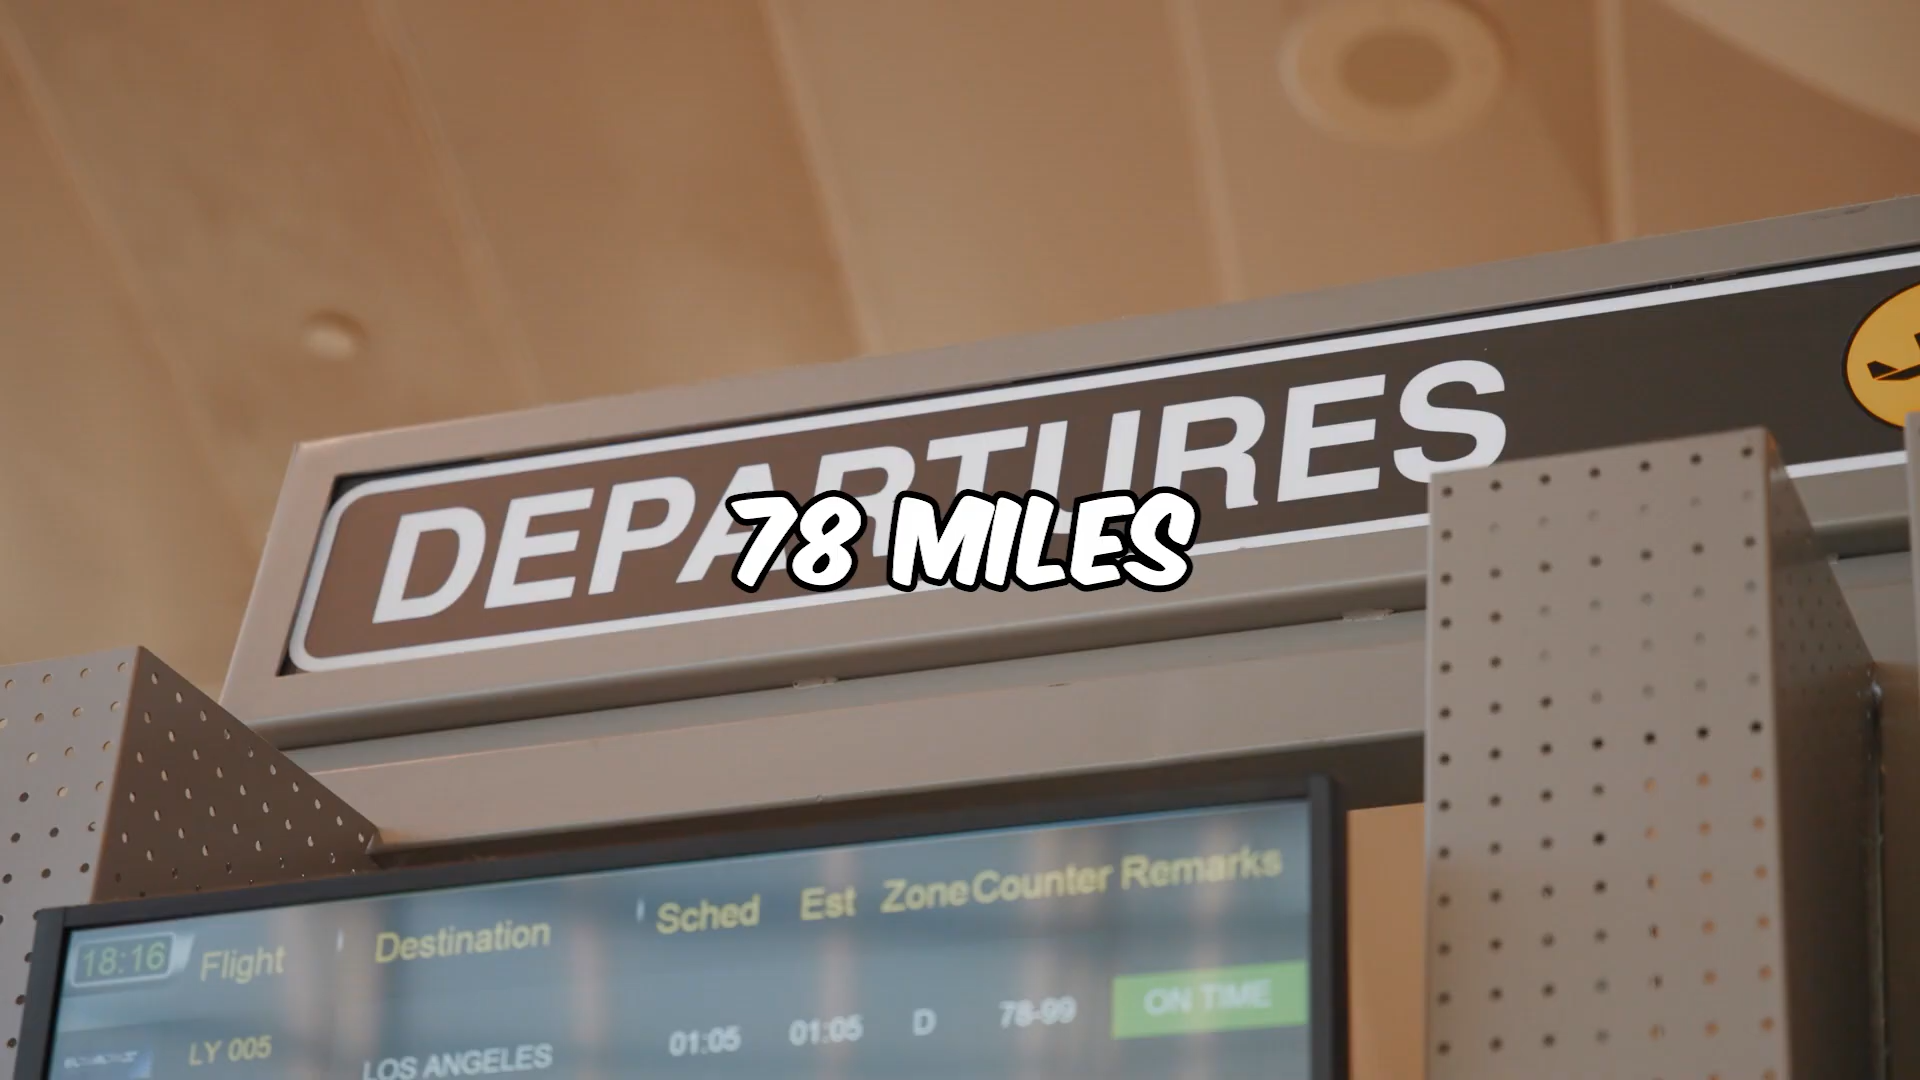 DEPARTURES
78 MILES
18:16 Flight Destination Sched Est Zone Counter Remarks
LY 005 LOS ANGELES 01:05 01:05 D 78-99 ON TIME